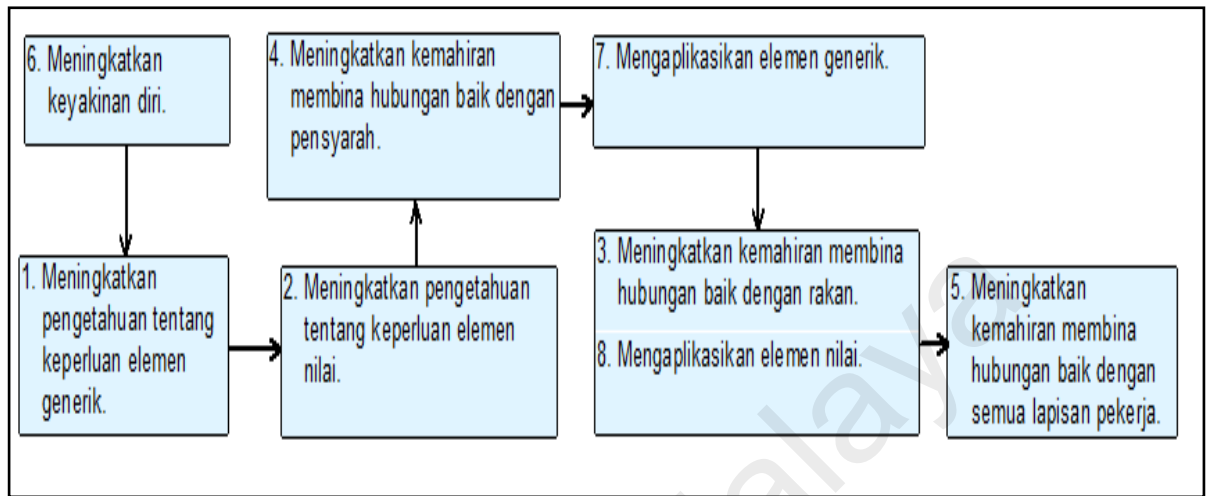 6. Meningkatkan
keyakinan diri.
4. Meningkatkan kemahiran
membina hubungan baik dengan
pensyarah.
7. Mengaplikasikan elemen generik.
1. Meningkatkan
pengetahuan tentang
keperluan elemen
generik.
2. Meningkatkan pengetahuan
tentang keperluan elemen
nilai.
3. Meningkatkan kemahiran membina
hubungan baik dengan rakan.
8. Mengaplikasikan elemen nilai.
5. Meningkatkan
kemahiran membina
hubungan baik dengan
semua lapisan pekerja.
alaya